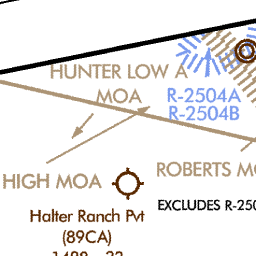 HUNTER LOW A
MOA
R-2504A
R-2504B
HIGH MOA
ROBERTS MO
EXCLUDES R-250
Halter Ranch Pvt
(89CA)